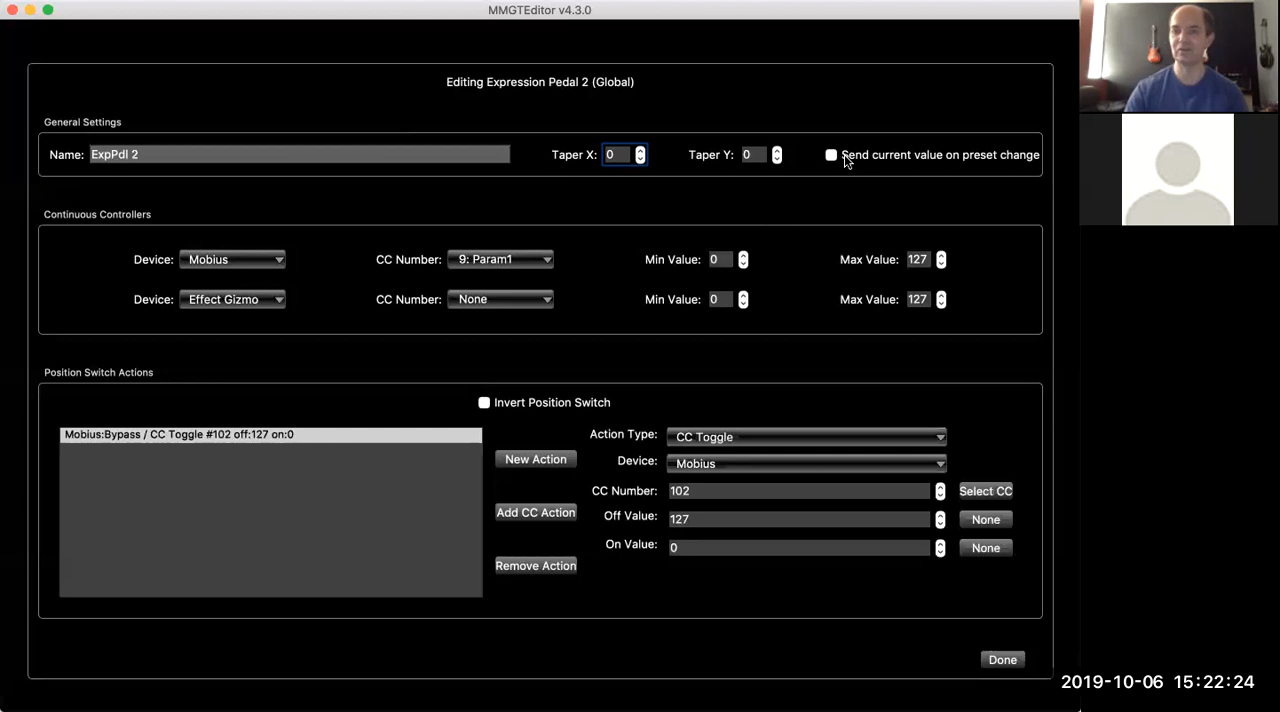 MMGTEditor v4.3.0
Editing Expression Pedal 2 (Global)
General Settings
Name: ExpPdl 2 Taper X: 0 Taper Y: 0 Send current value on preset change
Continuous Controllers
Device: Mobius CC Number: 9: Param1 Min Value: 0 Max Value: 127
Device: Effect Gizmo CC Number: None Min Value: 0 Max Value: 127
Position Switch Actions
Invert Position Switch
Mobius:Bypass / CC Toggle #102 off:127 on:0
Action Type: CC Toggle
New Action Device: Mobius
CC Number: 102 Select CC
Add CC Action Off Value: 127 None
On Value: 0 None
Remove Action
Done
2019-10-06 15:22:24